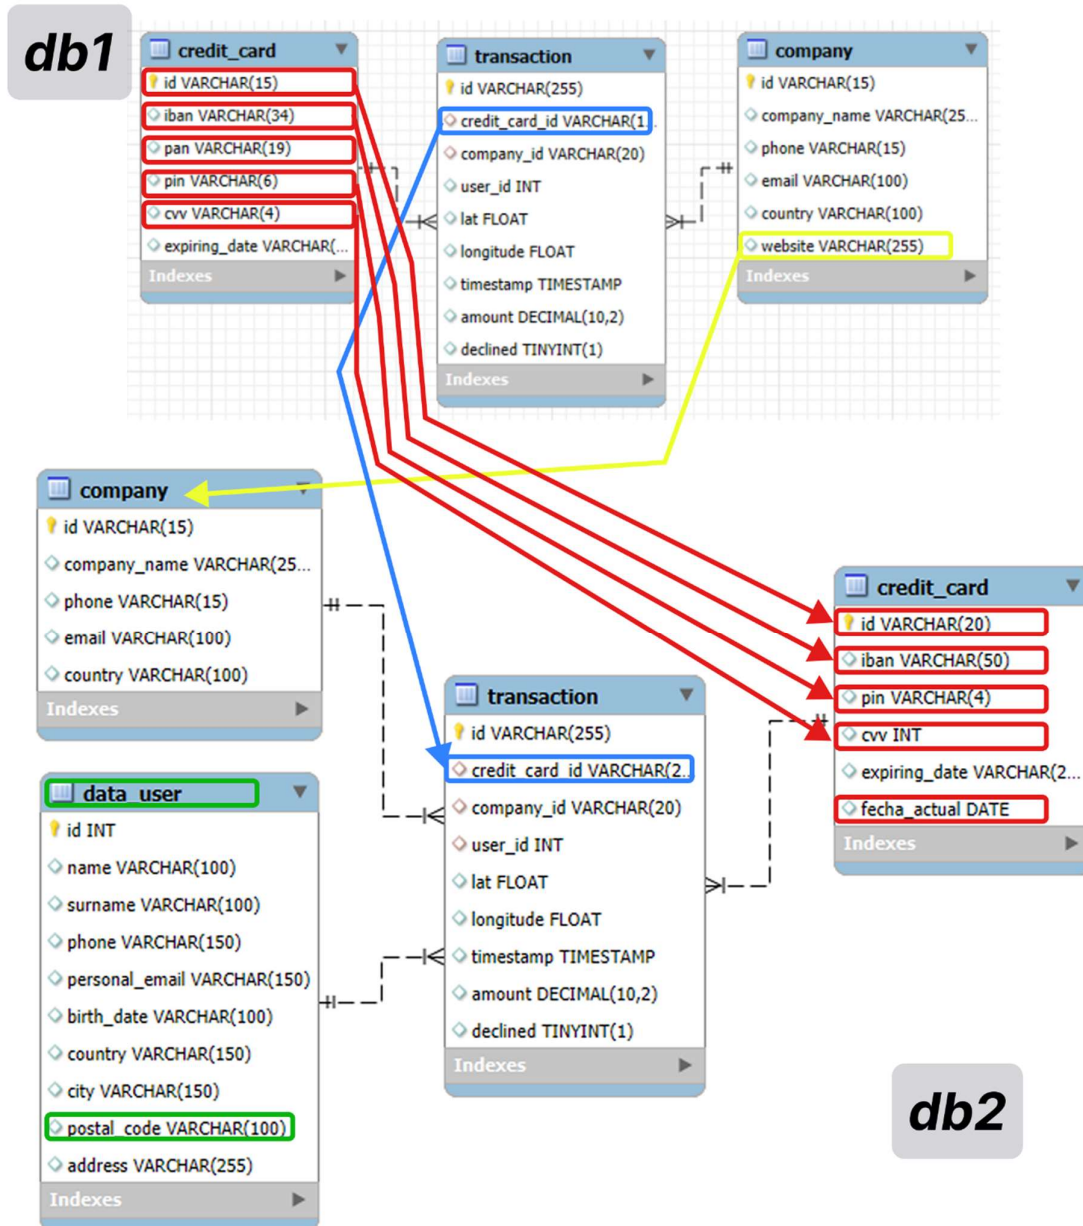 db1
credit_card
id VARCHAR(15)
iban VARCHAR(34)
pan VARCHAR(19)
pin VARCHAR(6)
cvv VARCHAR(4)
expiring_date VARCHAR(...
Indexes
transaction
id VARCHAR(255)
credit_card_id VARCHAR(1...
company_id VARCHAR(20)
user_id INT
lat FLOAT
longitude FLOAT
timestamp TIMESTAMP
amount DECIMAL(10,2)
declined TINYINT(1)
Indexes
company
id VARCHAR(15)
company_name VARCHAR(25...
phone VARCHAR(15)
email VARCHAR(100)
country VARCHAR(100)
website VARCHAR(255)
Indexes
company
id VARCHAR(15)
company_name VARCHAR(25...
phone VARCHAR(15)
email VARCHAR(100)
country VARCHAR(100)
Indexes
data_user
id INT
name VARCHAR(100)
surname VARCHAR(100)
phone VARCHAR(150)
personal_email VARCHAR(150)
birth_date VARCHAR(100)
country VARCHAR(150)
city VARCHAR(150)
postal_code VARCHAR(100)
address VARCHAR(255)
Indexes
transaction
id VARCHAR(255)
credit_card_id VARCHAR(2...
company_id VARCHAR(20)
user_id INT
lat FLOAT
longitude FLOAT
timestamp TIMESTAMP
amount DECIMAL(10,2)
declined TINYINT(1)
Indexes
credit_card
id VARCHAR(20)
iban VARCHAR(50)
pin VARCHAR(4)
cvv INT
expiring_date VARCHAR(2...
fecha_actual DATE
Indexes
db2